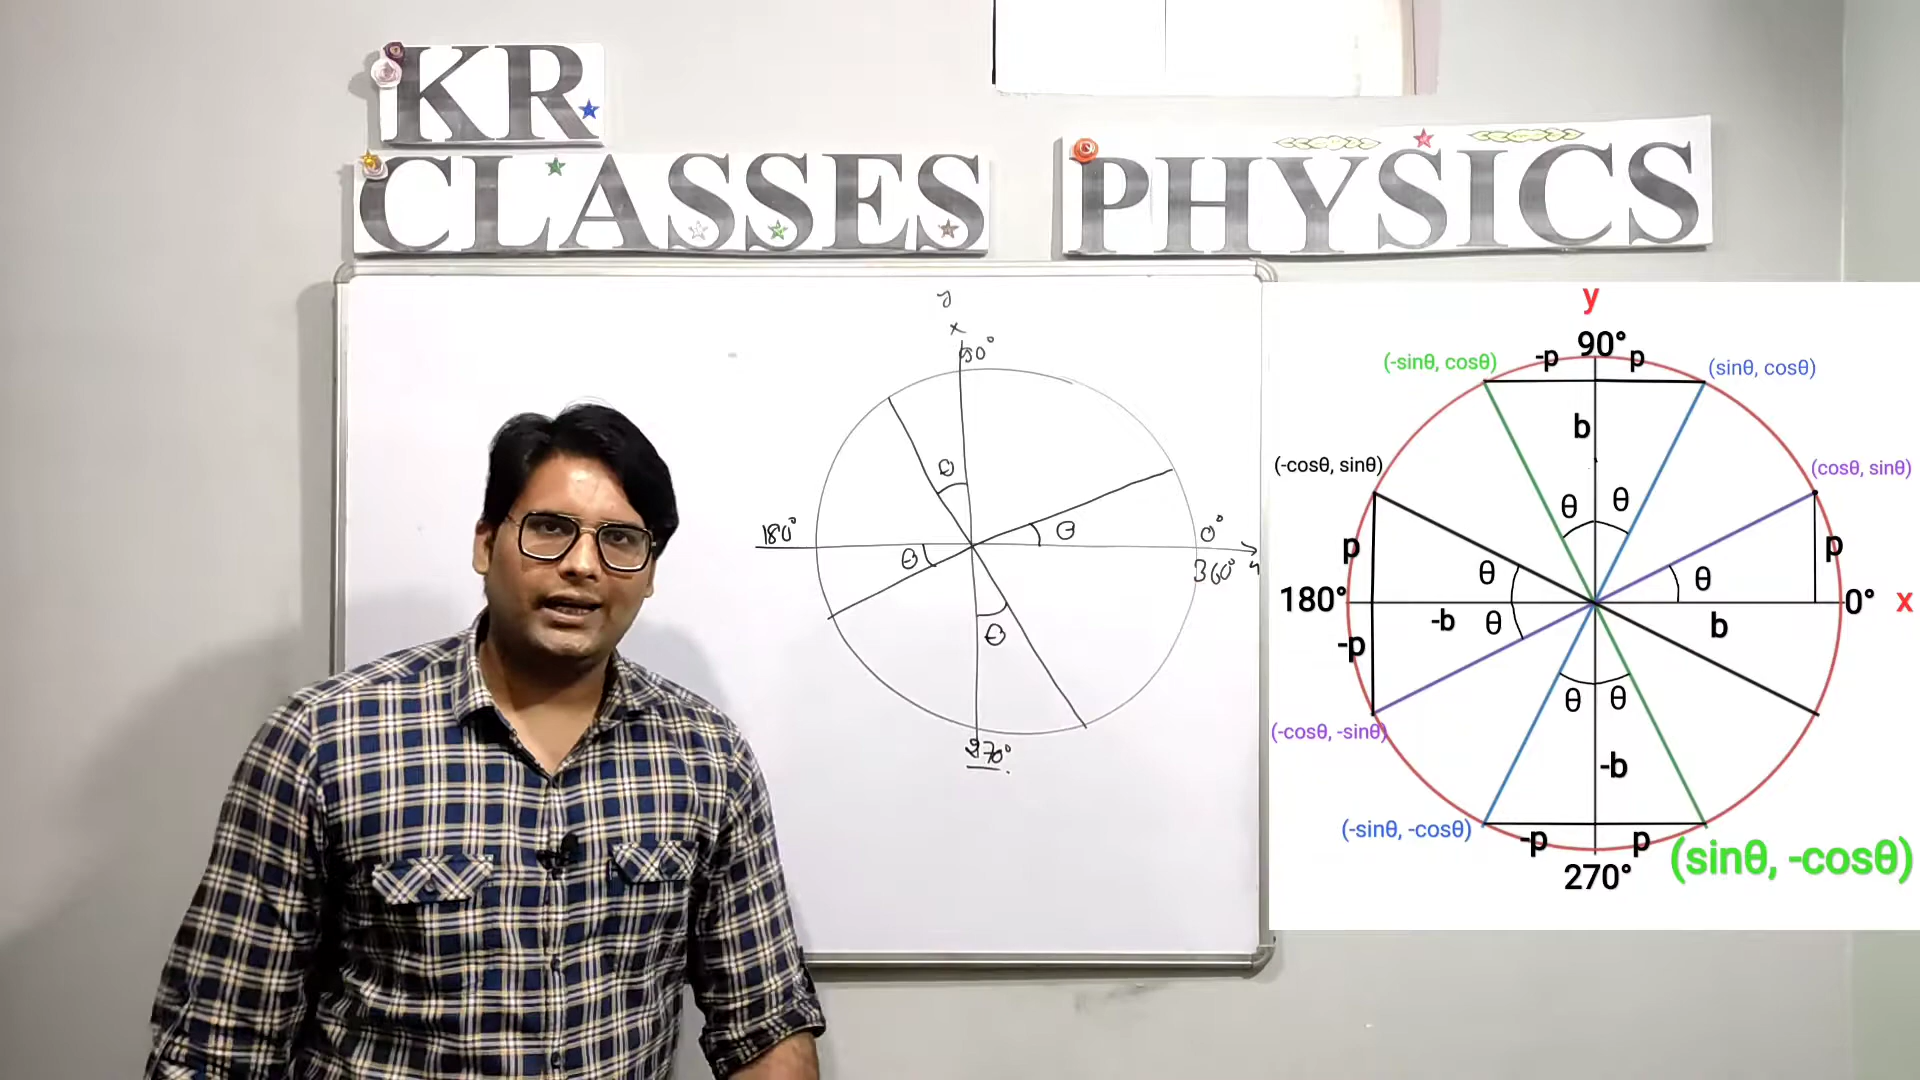 KR
CLASSES
PHYSICS
y
x
90°
θ
θ
180°
0°
θ
360°
θ
270°
y
90°
(-sinθ, cosθ)
-p
p
(sinθ, cosθ)
b
(-cosθ, sinθ)
(cosθ, sinθ)
θ
θ
p
p
θ
θ
180°
0°
x
-b
θ
b
-p
θ
θ
(-cosθ, -sinθ)
-b
(-sinθ, -cosθ)
-p
p
(sinθ, -cosθ)
270°